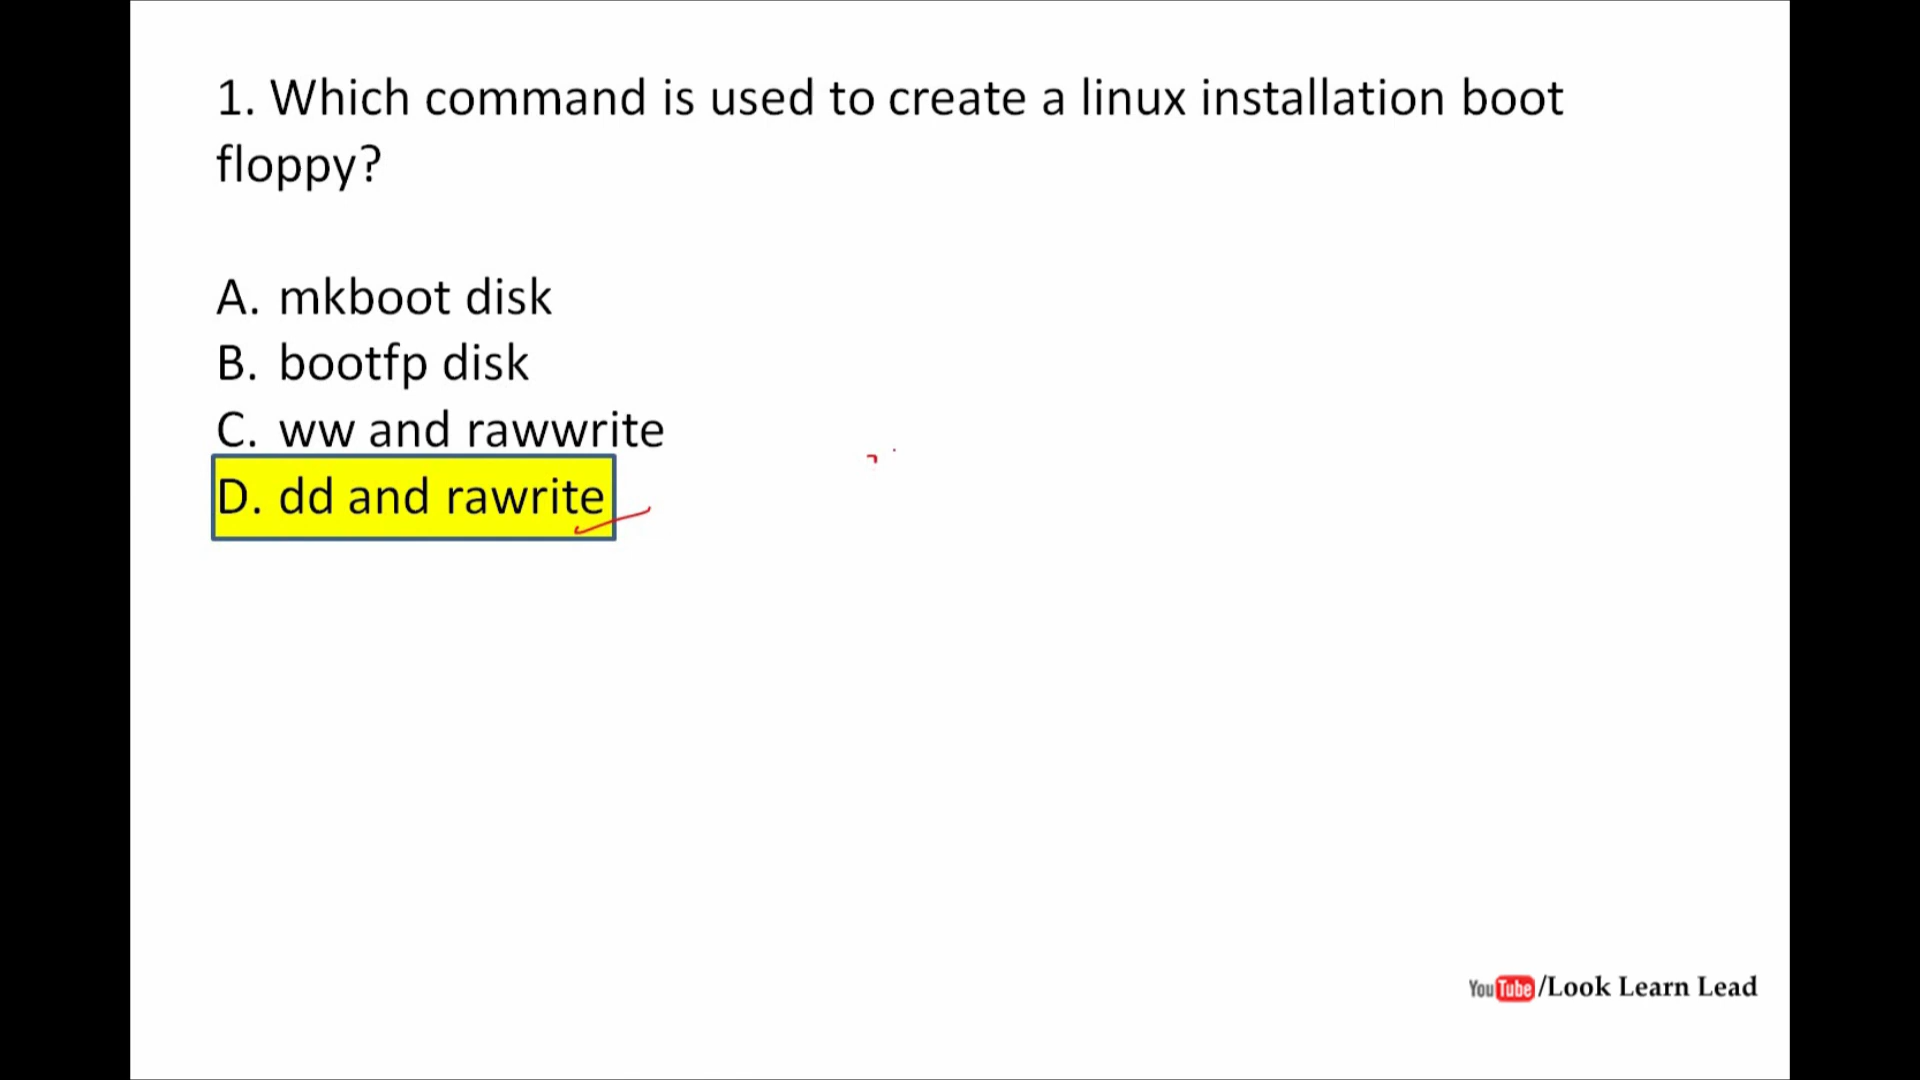 1. Which command is used to create a linux installation boot
floppy?
A. mkboot disk
B. bootfp disk
C. ww and rawwrite
D. dd and rawrite
YouTube/Look Learn Lead